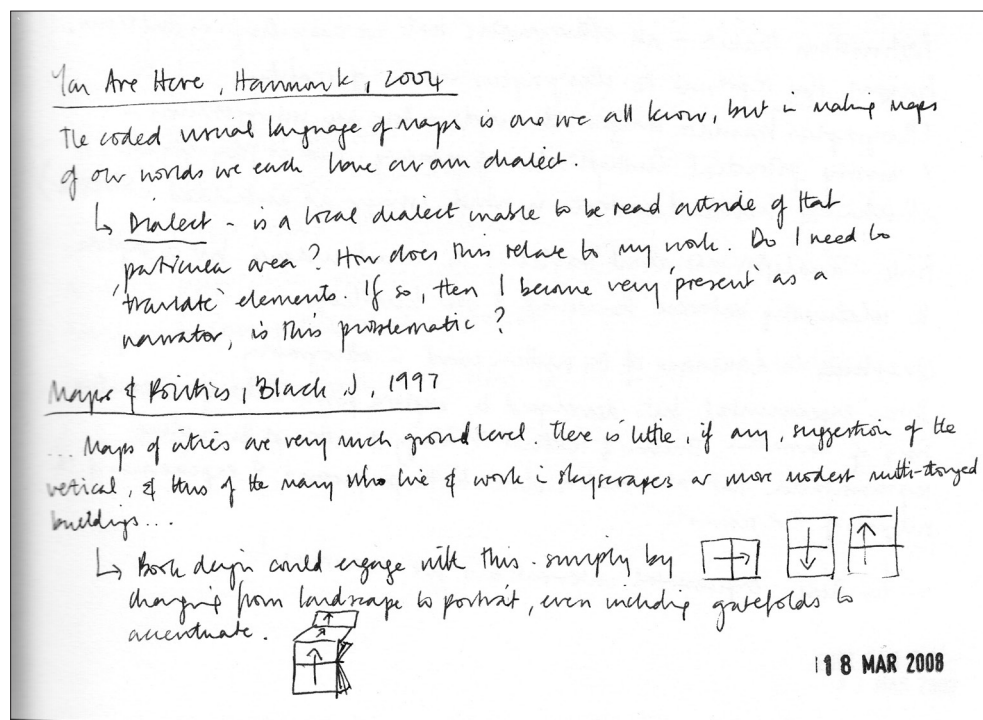 You Are Here, Harmonk, 2004
The coded visual language of maps is one we all know, but in making maps
of our worlds we each have our own dialect.
↳ Dialect - is a local dialect unable to be read outside of that
particular area? How does this relate to my work. Do I need to
'translate' elements. If so, then I become very 'present' as a
narrator, is this problematic?
Maps & Politics, Black J, 1997
... Maps of cities are very much ground level. There is little, if any, suggestion of the
vertical, & thus of the many who live & work in skyscrapers or more modest multi-storeyed
buildings...
↳ Book design could engage with this - simply by
changing from landscape to portrait, even including gatefolds to
accentuate.
18 MAR 2008